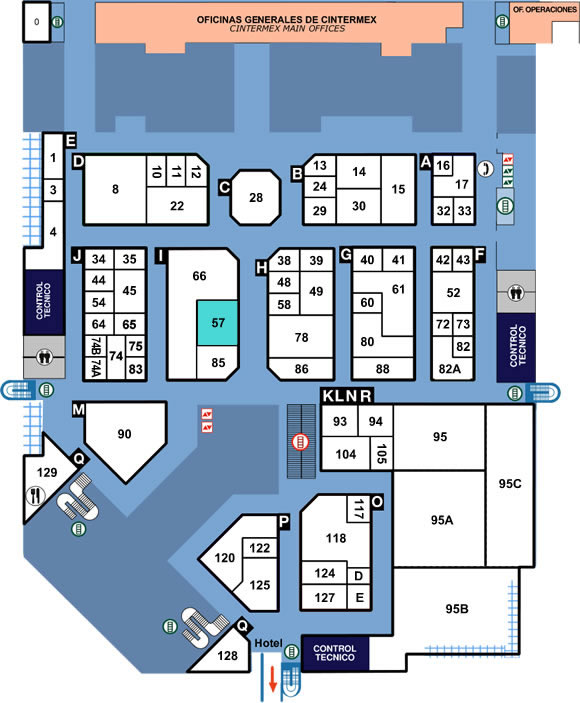 0
OFICINAS GENERALES DE CINTERMEX
CINTERMEX MAIN OFFICES
OF. OPERACIONES
E
1
3
4
CONTROL TECNICO
D
8
10
11
12
22
C
28
B
13
24
29
14
30
15
A
16
17
32
33
J
34
35
44
45
54
64
65
74B
74A
74
75
83
I
66
57
85
H
38
39
48
49
58
78
86
G
40
41
60
61
80
88
F
42
43
52
72
73
82
82A
CONTROL TECNICO
M
90
Q
129
K L N R
93
94
104
105
95
95A
95C
95B
P
120
122
125
O
117
118
124
D
127
E
Q
128
Hotel
CONTROL
TECNICO